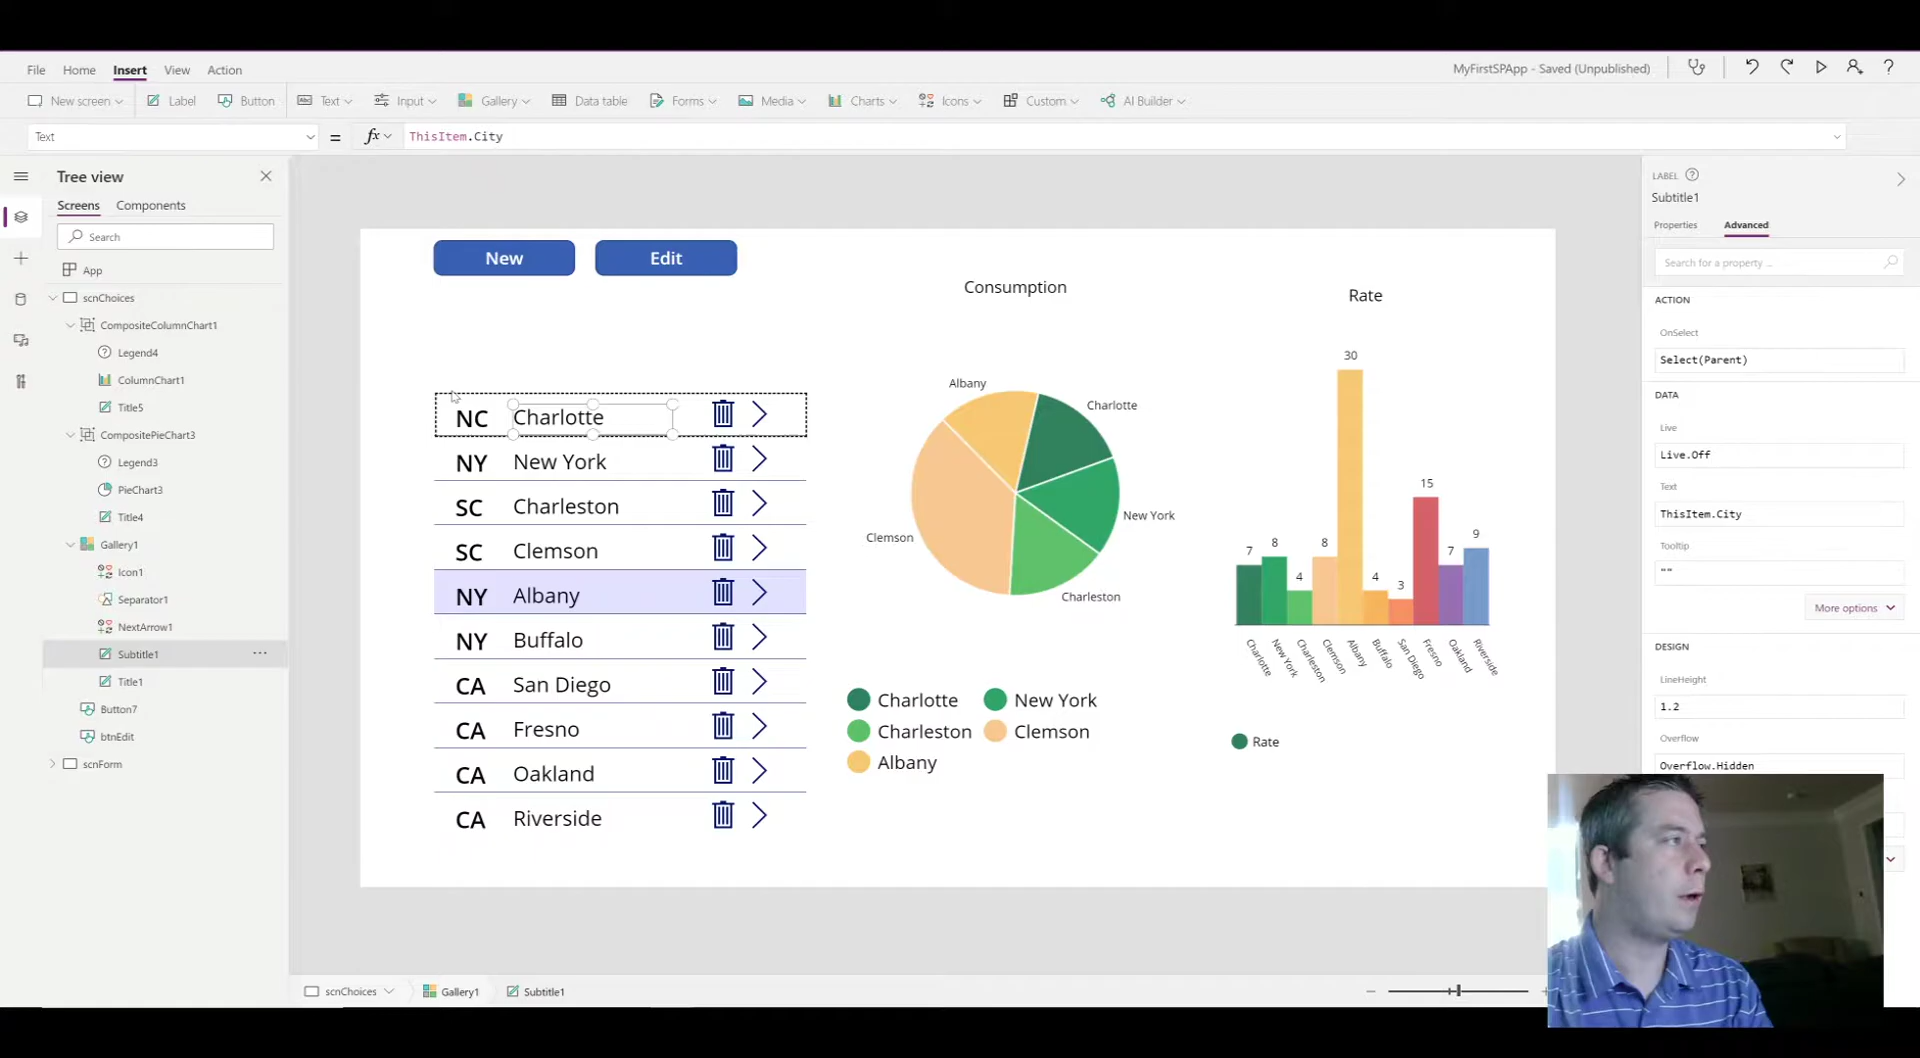 File Home Insert View Action MyFirstSPApp - Saved (Unpublished) ?
New screen Label Button Text Input Gallery Data table Forms Media Charts Icons Custom AI Builder
Text = fx ThisItem.City
Tree view
Screens Components
Search
App
scnChoices
CompositeColumnChart1
Legend4
ColumnChart1
Title5
CompositePieChart3
Legend3
PieChart3
Title4
Gallery1
Icon1
Separator1
NextArrow1
Subtitle1 ...
Title1
Button7
btnEdit
scnForm
New Edit
NC Charlotte
NY New York
SC Charleston
SC Clemson
NY Albany
NY Buffalo
CA San Diego
CA Fresno
CA Oakland
CA Riverside
Consumption
Albany
Charlotte
New York
Clemson
Charleston
Charlotte New York
Charleston Clemson
Albany
Rate
30
15
7 8 4 8 4 3 7 9
Charlotte New York Charleston Clemson Albany Buffalo San Diego Fresno Oakland Riverside
Rate
LABEL ?
Subtitle1
Properties Advanced
Search for a property ...
ACTION
OnSelect
Select(Parent)
DATA
Live
Live.Off
Text
ThisItem.City
Tooltip
""
More options
DESIGN
LineHeight
1.2
Overflow
Overflow.Hidden
scnChoices Gallery1 Subtitle1